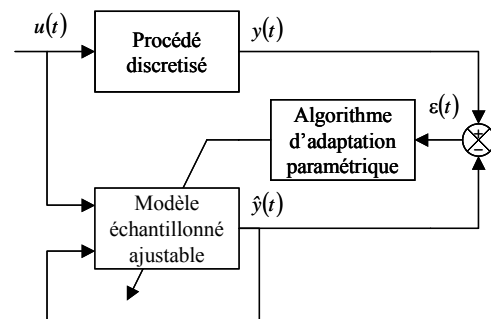 u(t)
Procédé
discretisé
y(t)
ε(t)
Algorithme
d'adaptation
paramétrique
+
−
Modèle
échantillonné
ajustable
ŷ(t)